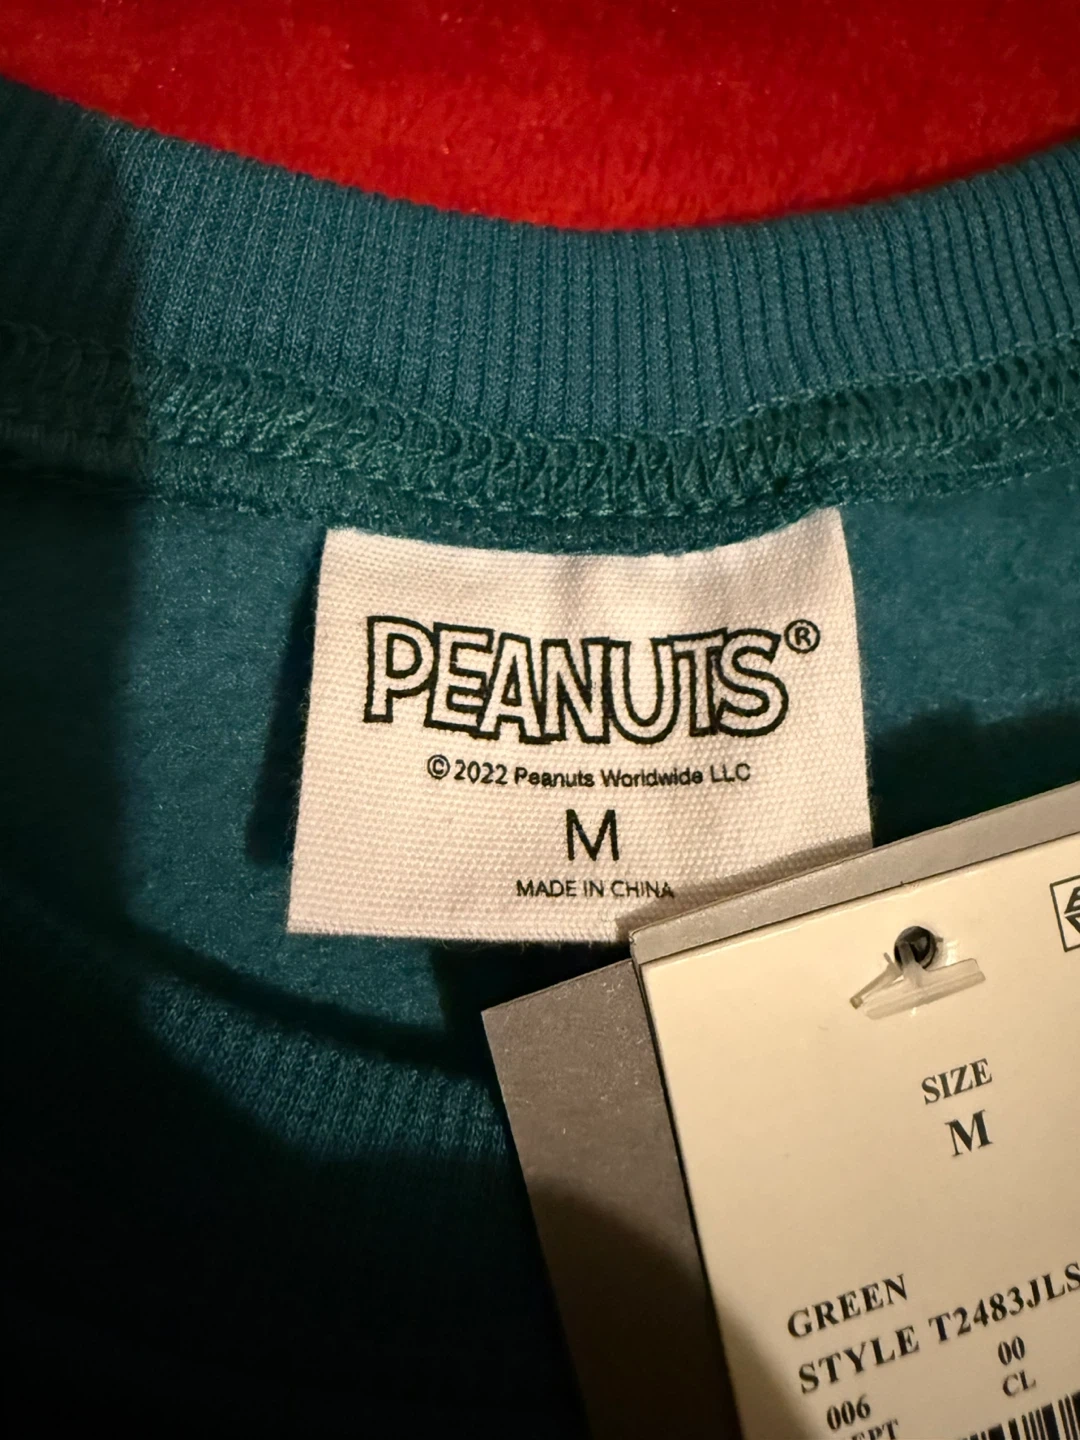 PEANUTS®
©2022 Peanuts Worldwide LLC
M
MADE IN CHINA
SIZE
M
GREEN
STYLE T2483JLS
00
006
CL